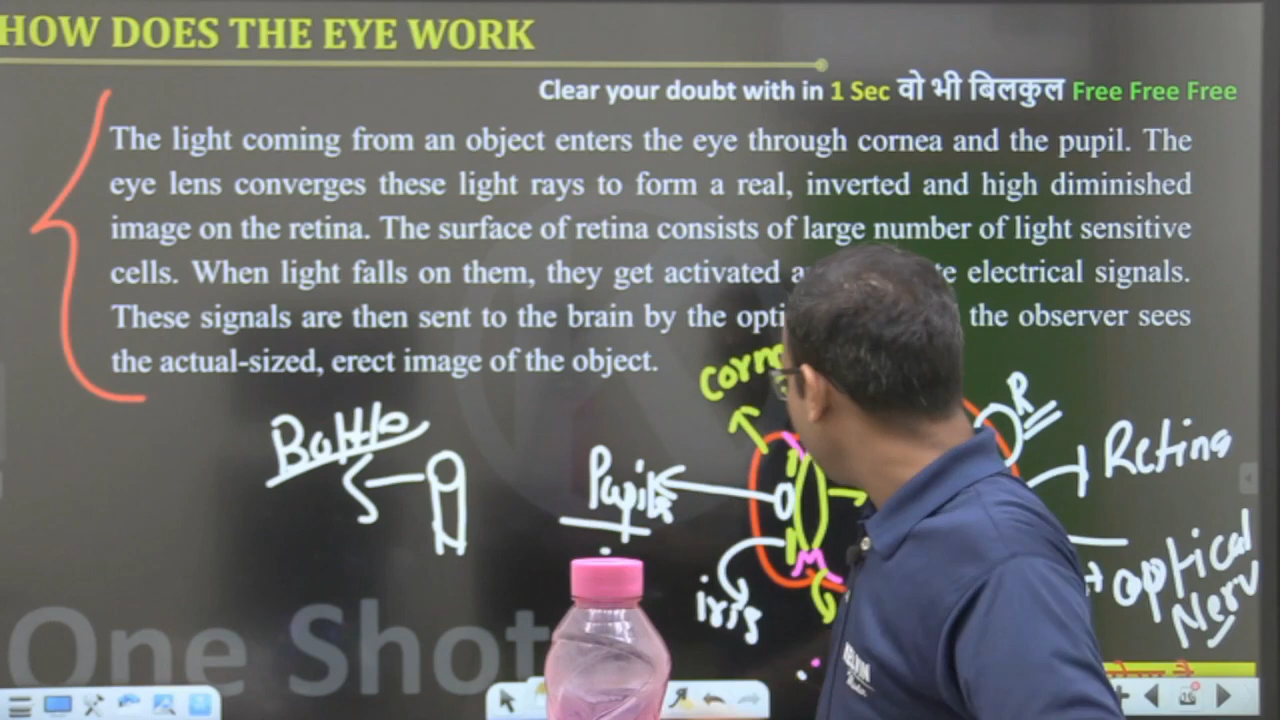 HOW DOES THE EYE WORK
Clear your doubt with in 1 Sec वो भी बिलकुल Free Free Free
The light coming from an object enters the eye through cornea and the pupil. The
eye lens converges these light rays to form a real, inverted and high diminished
image on the retina. The surface of retina consists of large number of light sensitive
cells. When light falls on them, they get activated a te electrical signals.
These signals are then sent to the brain by the opti the observer sees
the actual-sized, erect image of the object.
Corn
R
Bottle
Pupil
Retina
iris
optical
Nerv
One Shot
16